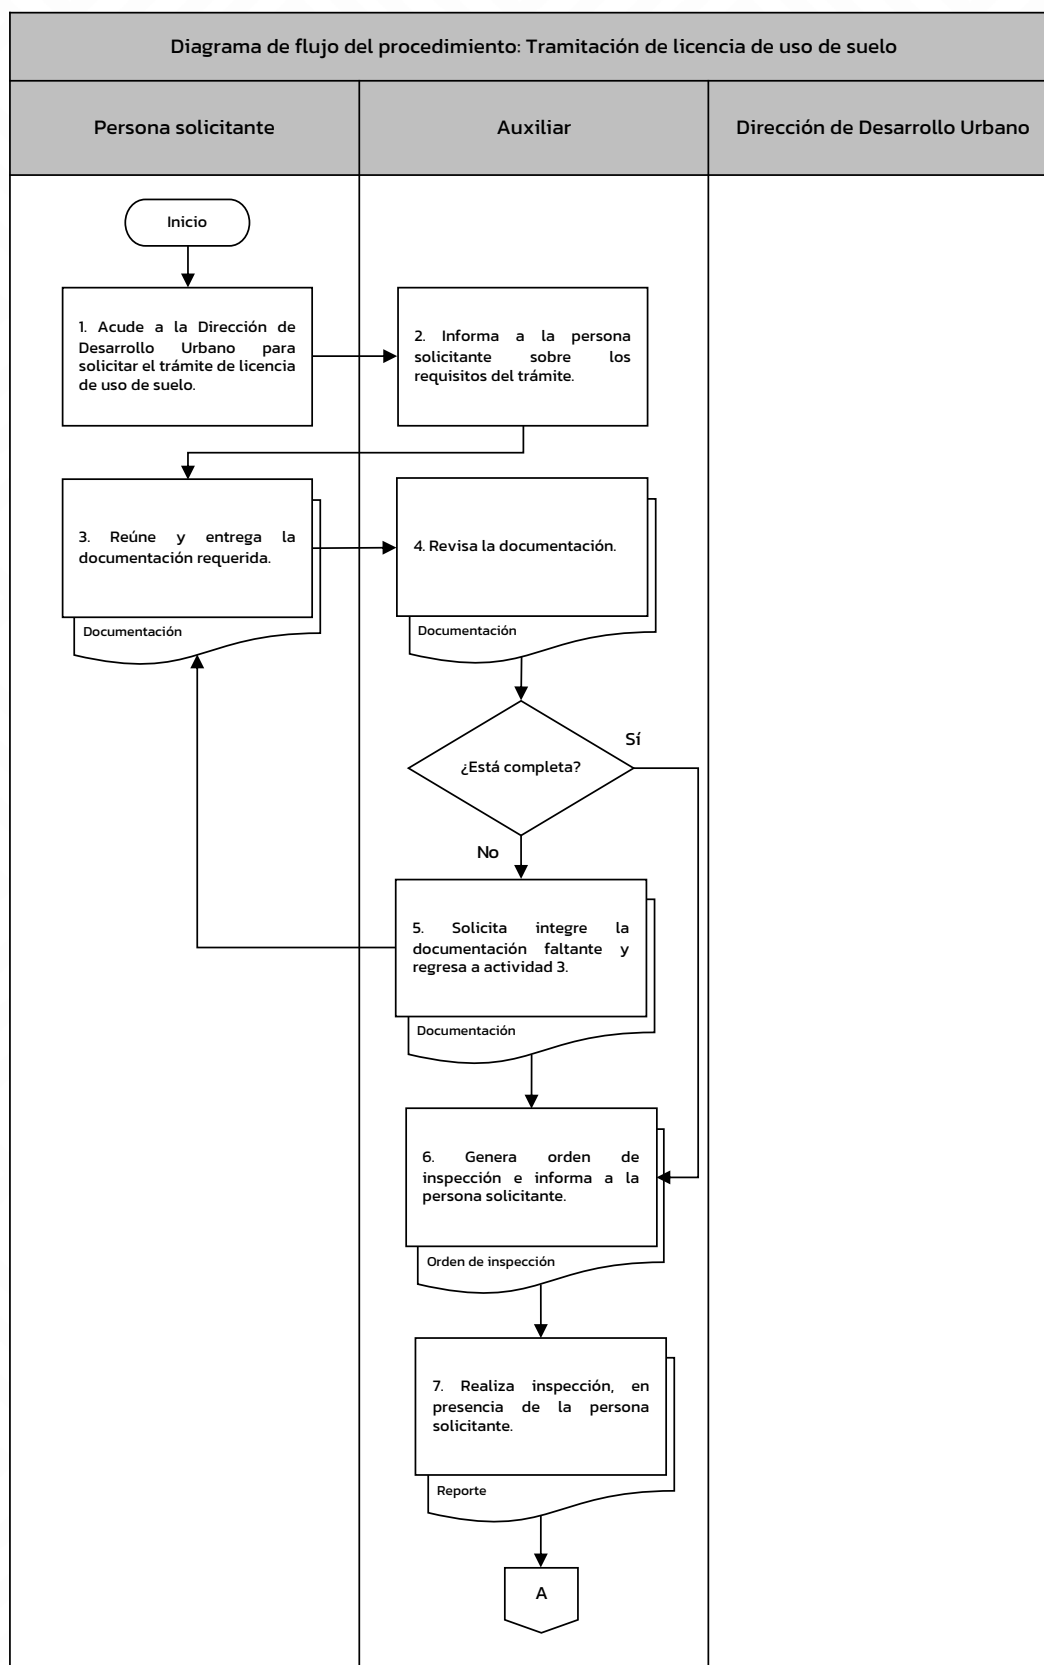 Diagrama de flujo del procedimiento: Tramitación de licencia de uso de suelo
Persona solicitante
Auxiliar
Dirección de Desarrollo Urbano
Inicio
1. Acude a la Dirección de
Desarrollo Urbano para
solicitar el trámite de licencia
de uso de suelo.
2. Informa a la persona
solicitante sobre los
requisitos del trámite.
3. Reúne y entrega la
documentación requerida.
Documentación
4. Revisa la documentación.
Documentación
¿Está completa?
Sí
No
5. Solicita integre la
documentación faltante y
regresa a actividad 3.
Documentación
6. Genera orden de
inspección e informa a la
persona solicitante.
Orden de inspección
7. Realiza inspección, en
presencia de la persona
solicitante.
Reporte
A